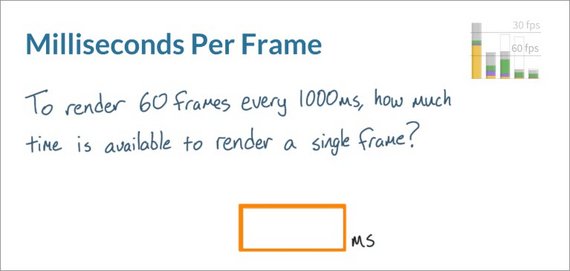 Milliseconds Per Frame
30 fps
60 fps
To render 60 frames every 1000ms, how much
time is available to render a single frame?
ms